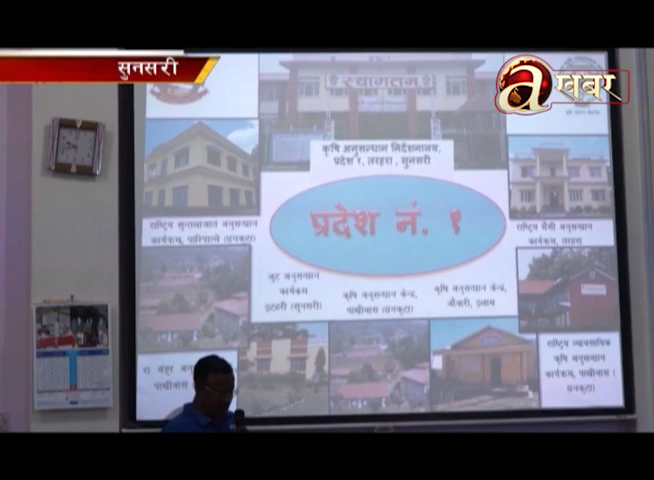 सुनसरी
a खबर
स्वागतम
कृषि अनुसन्धान निर्देशनालय,
प्रदेश १, तरहरा, सुनसरी
प्रदेश नं. १
राष्ट्रिय सुन्तलाजात अनुसन्धान
कार्यक्रम, पारिपात्ले (धनकुटा)
राष्ट्रिय भैंसी अनुसन्धान
कार्यक्रम, तरहरा
जुट अनुसन्धान
कार्यक्रम
इटहरी (सुनसरी)
कृषि अनुसन्धान केन्द्र,
पाख्रीबास (धनकुटा)
कृषि अनुसन्धान केन्द्र,
जौबारी, इलाम
राष्ट्रिय व्यावसायिक
कृषि अनुसन्धान
कार्यक्रम, पाख्रीबास (
धनकुटा)
रा. अनु
पाख्रीबास